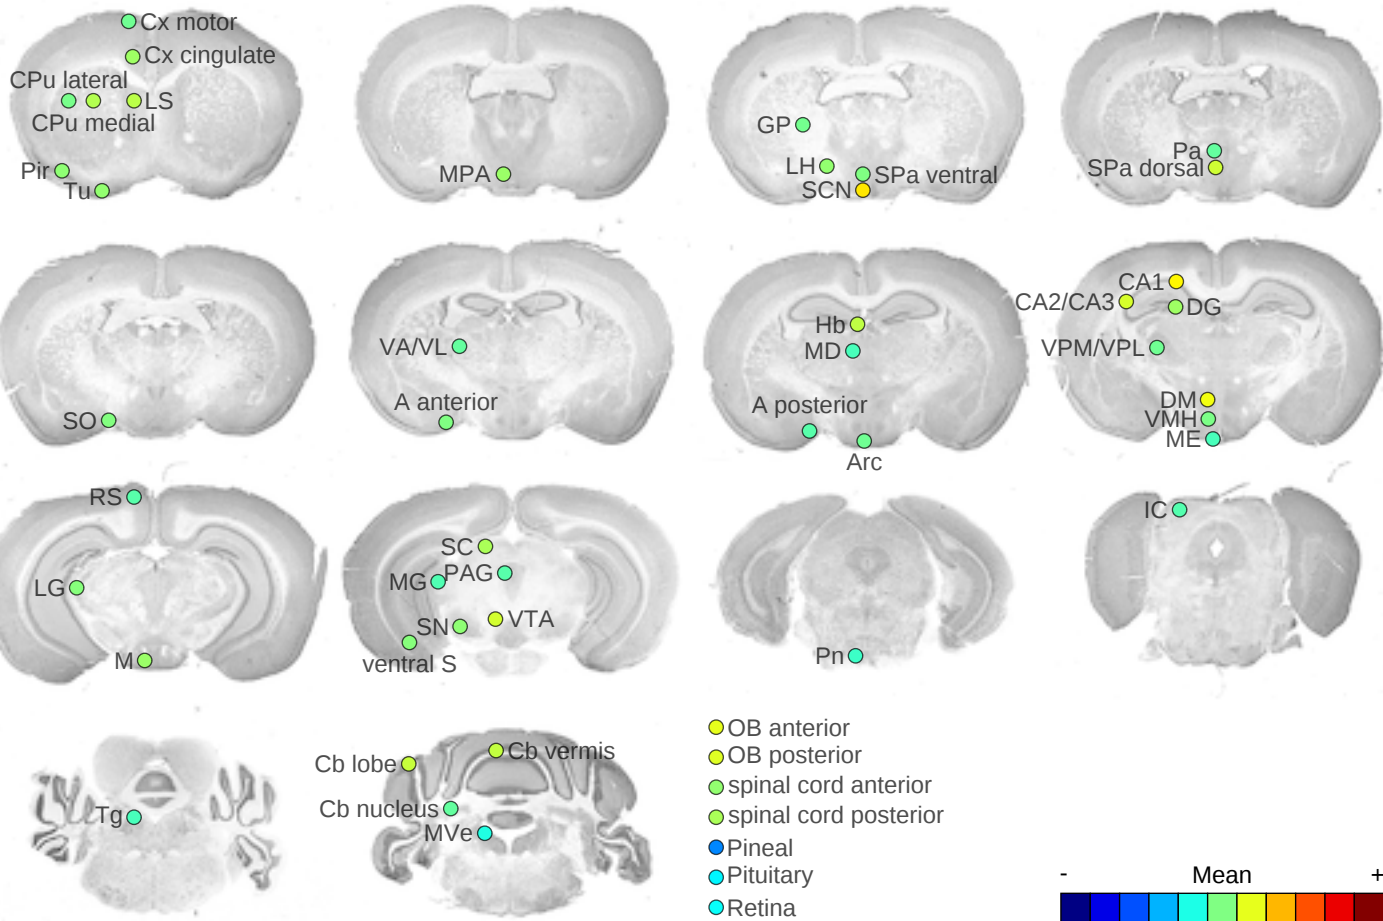 Cx motor
Cx cingulate
CPu lateral
LS
CPu medial
Pir
Tu
MPA
GP
LH
SPa ventral
SCN
Pa
SPa dorsal
SO
VA/VL
A anterior
Hb
MD
A posterior
Arc
CA1
CA2/CA3
DG
VPM/VPL
DM
VMH
ME
RS
LG
M
SC
PAG
MG
VTA
SN
ventral S
Pn
IC
Tg
Cb lobe
Cb vermis
Cb nucleus
MVe
OB anterior
OB posterior
spinal cord anterior
spinal cord posterior
Pineal
Pituitary
Retina
- Mean +